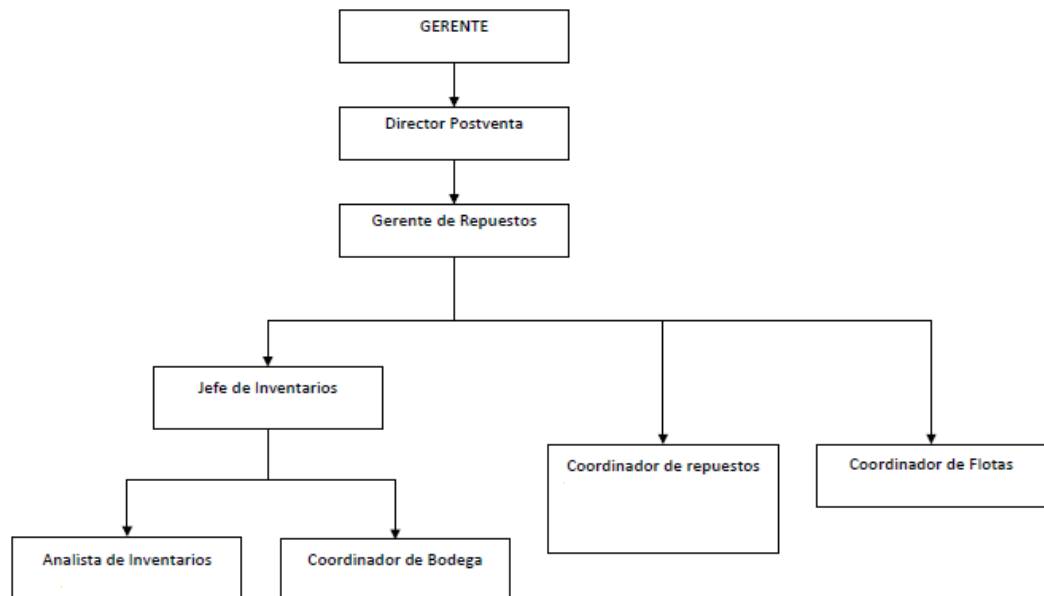 GERENTE
Director Postventa
Gerente de Repuestos
Jefe de Inventarios
Coordinador de repuestos
Coordinador de Flotas
Analista de Inventarios
Coordinador de Bodega